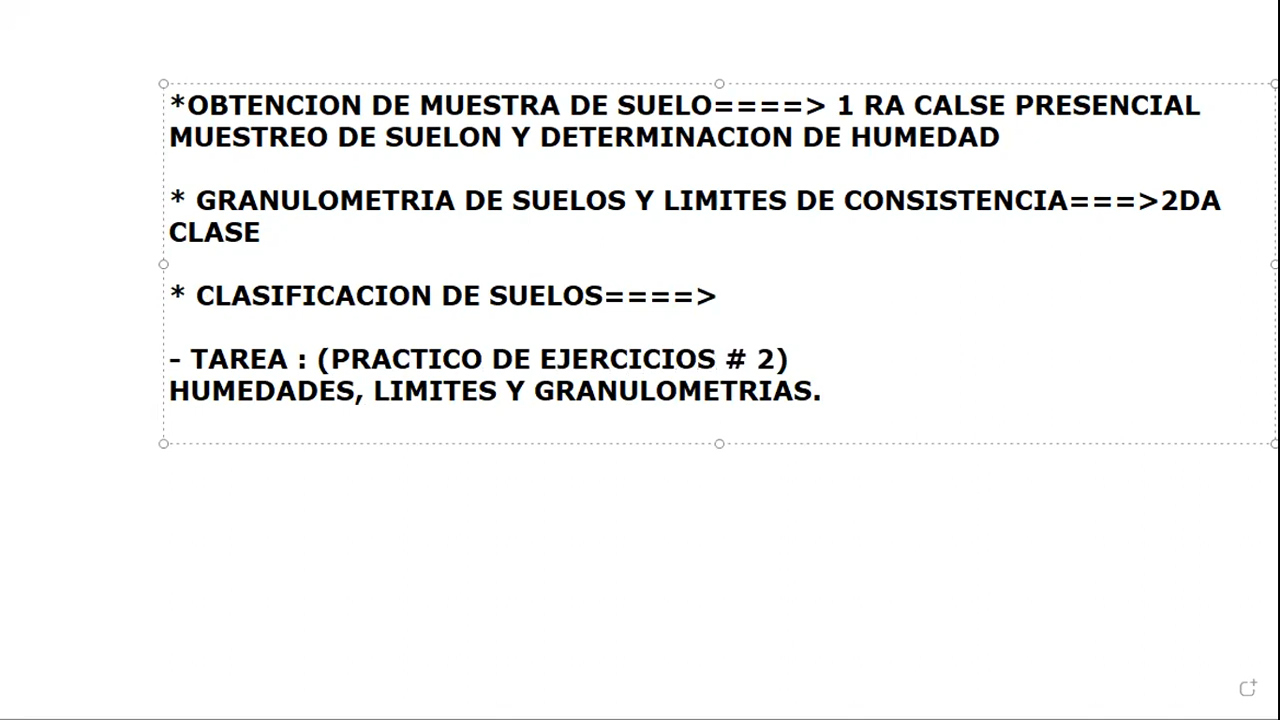 *OBTENCION DE MUESTRA DE SUELO====> 1 RA CALSE PRESENCIAL
MUESTREO DE SUELON Y DETERMINACION DE HUMEDAD
* GRANULOMETRIA DE SUELOS Y LIMITES DE CONSISTENCIA===>2DA
CLASE
* CLASIFICACION DE SUELOS====>
– TAREA : (PRACTICO DE EJERCICIOS # 2)
HUMEDADES, LIMITES Y GRANULOMETRIAS.